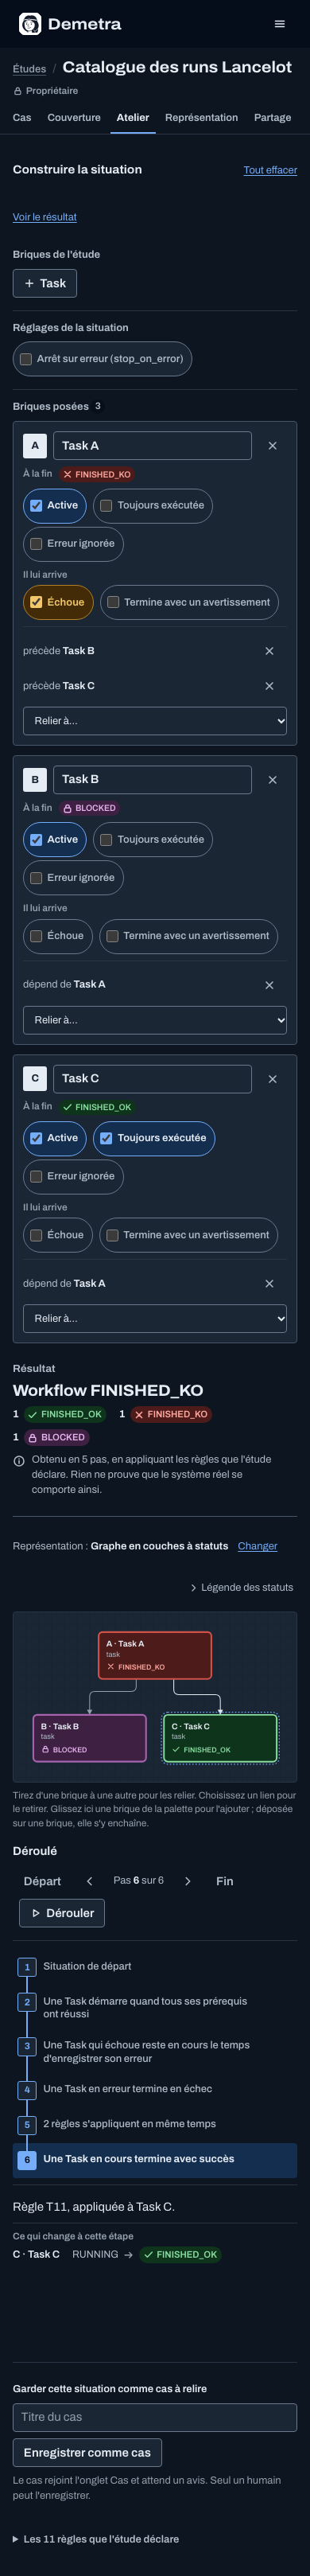 Demetra
Études / Catalogue des runs Lancelot
Propriétaire
Cas Couverture Atelier Représentation Partage
Construire la situation Tout effacer
Voir le résultat
Briques de l'étude
+ Task
Réglages de la situation
Arrêt sur erreur (stop_on_error)
Briques posées 3
A Task A
À la fin FINISHED_KO
Active Toujours exécutée
Erreur ignorée
Il lui arrive
Échoue Termine avec un avertissement
précède Task B
précède Task C
Relier à...
B Task B
À la fin BLOCKED
Active Toujours exécutée
Erreur ignorée
Il lui arrive
Échoue Termine avec un avertissement
dépend de Task A
Relier à...
C Task C
À la fin FINISHED_OK
Active Toujours exécutée
Erreur ignorée
Il lui arrive
Échoue Termine avec un avertissement
dépend de Task A
Relier à...
Résultat
Workflow FINISHED_KO
1 FINISHED_OK 1 FINISHED_KO
1 BLOCKED
Obtenu en 5 pas, en appliquant les règles que l'étude
déclare. Rien ne prouve que le système réel se
comporte ainsi.
Représentation : Graphe en couches à statuts Changer
Légende des statuts
A · Task A
task
FINISHED_KO
B · Task B
task
BLOCKED
C · Task C
task
FINISHED_OK
Tirez d'une brique à une autre pour les relier. Choisissez un lien pour
le retirer. Glissez ici une brique de la palette pour l'ajouter ; déposée
sur une brique, elle s'y enchaîne.
Déroulé
Départ Pas 6 sur 6 Fin
Dérouler
1 Situation de départ
2 Une Task démarre quand tous ses prérequis
ont réussi
3 Une Task qui échoue reste en cours le temps
d'enregistrer son erreur
4 Une Task en erreur termine en échec
5 2 règles s'appliquent en même temps
6 Une Task en cours termine avec succès
Règle T11, appliquée à Task C.
Ce qui change à cette étape
C · Task C RUNNING → FINISHED_OK
Garder cette situation comme cas à relire
Titre du cas
Enregistrer comme cas
Le cas rejoint l'onglet Cas et attend un avis. Seul un humain
peut l'enregistrer.
Les 11 règles que l'étude déclare